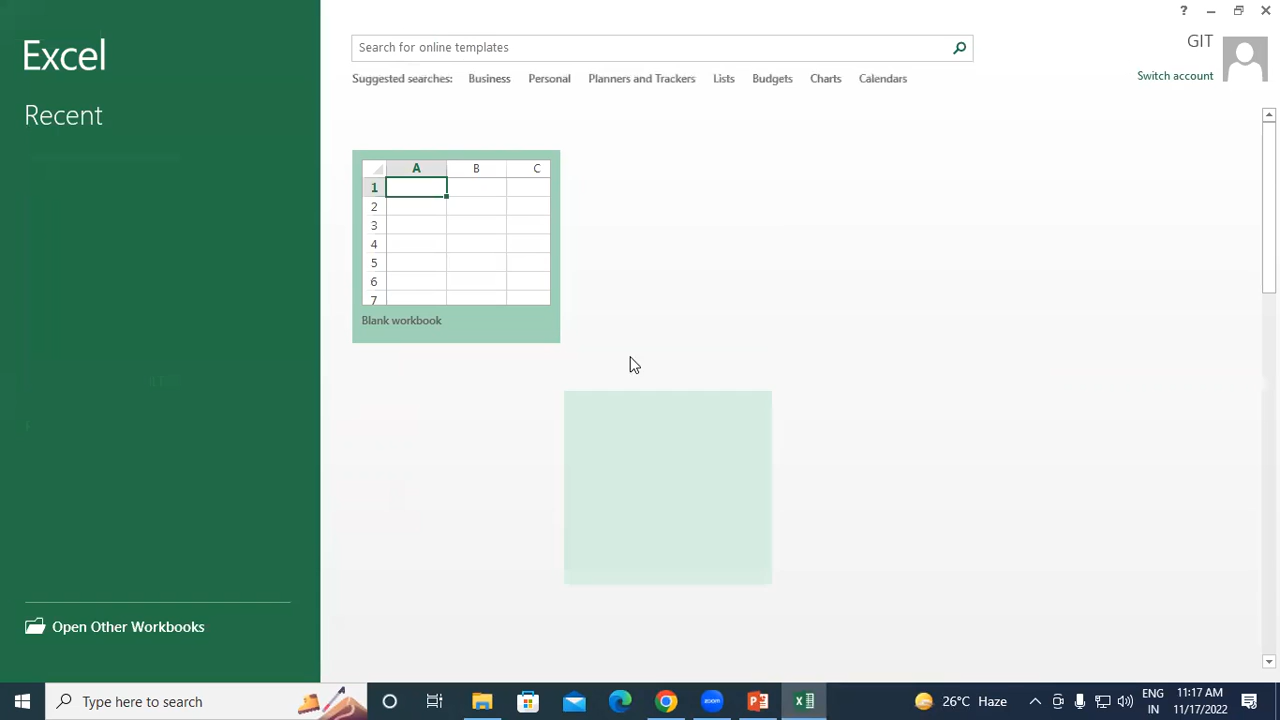 Excel
Recent
Open Other Workbooks
?
Search for online templates
GIT
Switch account
Suggested searches: Business Personal Planners and Trackers Lists Budgets Charts Calendars
A B C
1
2
3
4
5
6
7
Blank workbook
Type here to search
zoom
26°C Haze
ENG
IN
11:17 AM
11/17/2022